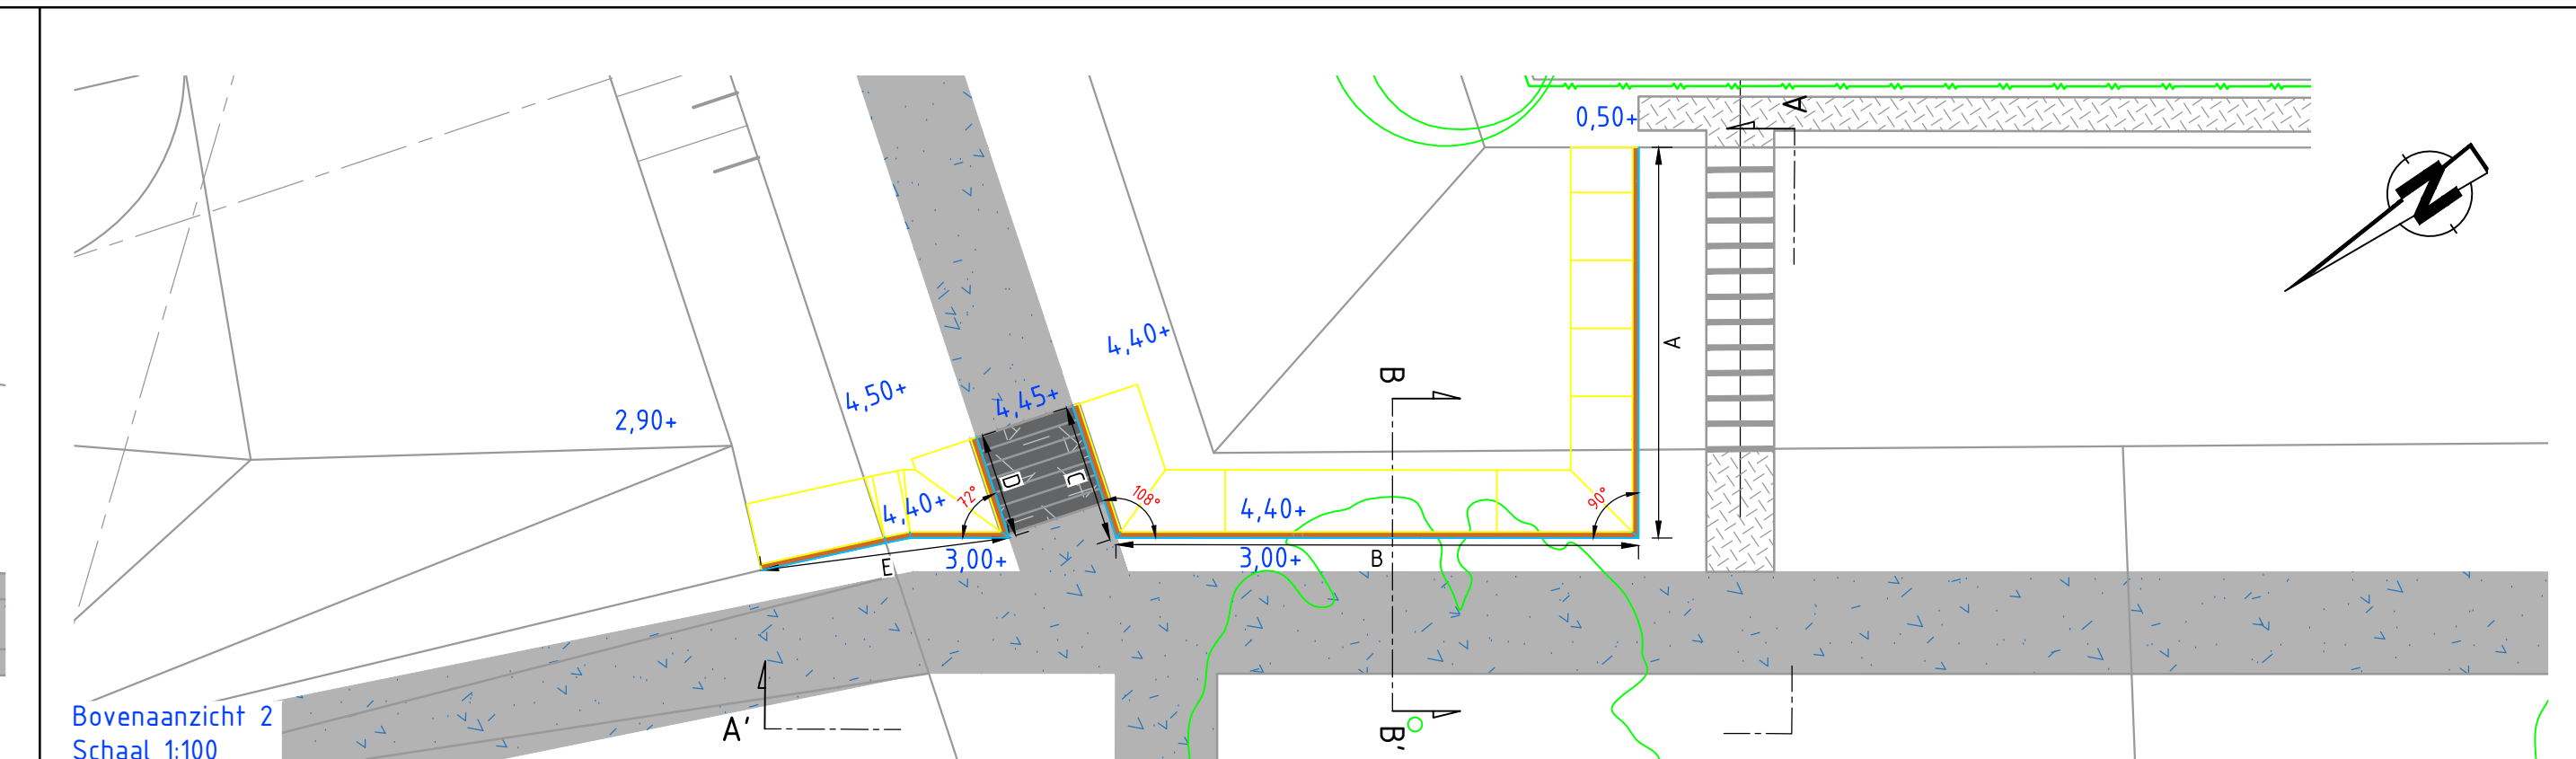 A
0,50+
N
4,40+
A
B
4,50+
4,45+
2,90+
D
C
72°
108°
90°
4,40+
4,40+
3,00+
3,00+
E
B
Bovenaanzicht 2
Schaal 1:100
A'
B'